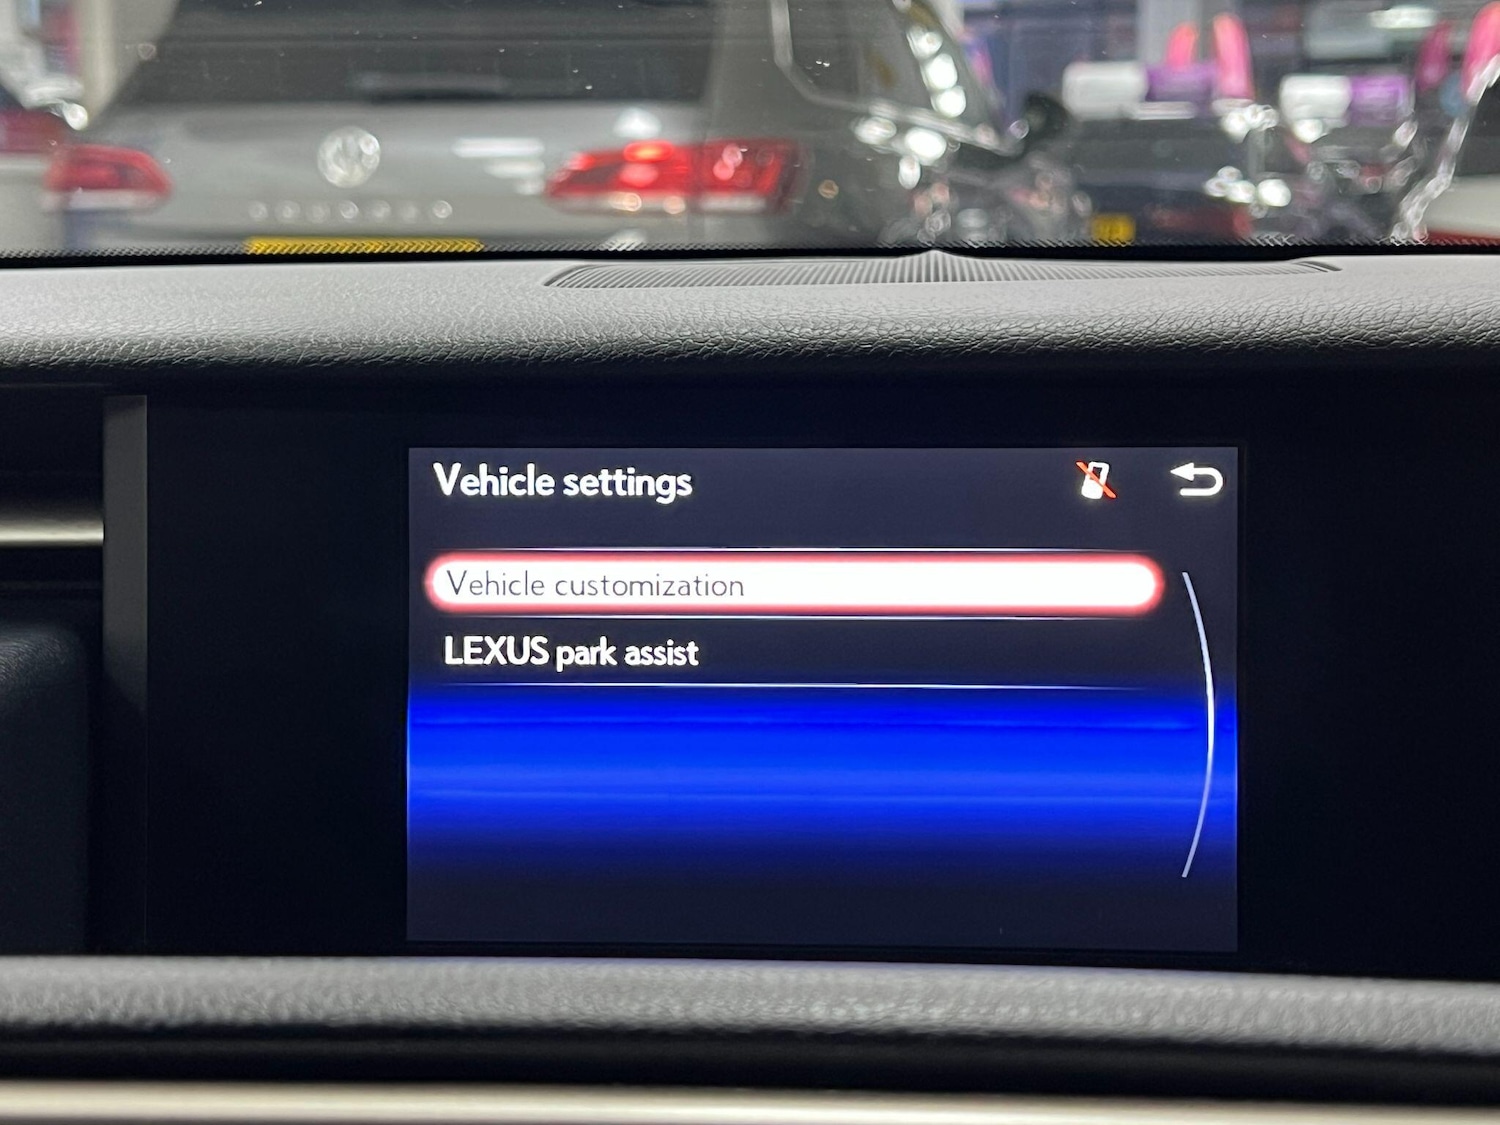 Vehicle settings
Vehicle customization
LEXUS park assist